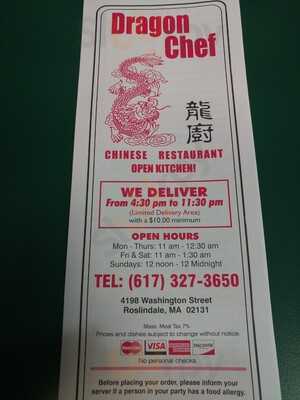 Dragon
Chef
龍
廚
CHINESE RESTAURANT
OPEN KITCHEN!
WE DELIVER
From 4:30 pm to 11:30 pm
(Limited Delivery Area)
with a $10.00 minimum
OPEN HOURS
Mon - Thurs: 11 am - 12:30 am
Fri & Sat: 11 am - 1:30 am
Sundays: 12 noon - 12 Midnight
TEL: (617) 327-3650
4198 Washington Street
Roslindale, MA 02131
Mass. Meal Tax 7%
Prices and dishes subject to change without notice.
MasterCard VISA DISCOVER
No personal checks.
Before placing your order, please inform your
server if a person in your party has a food allergy.